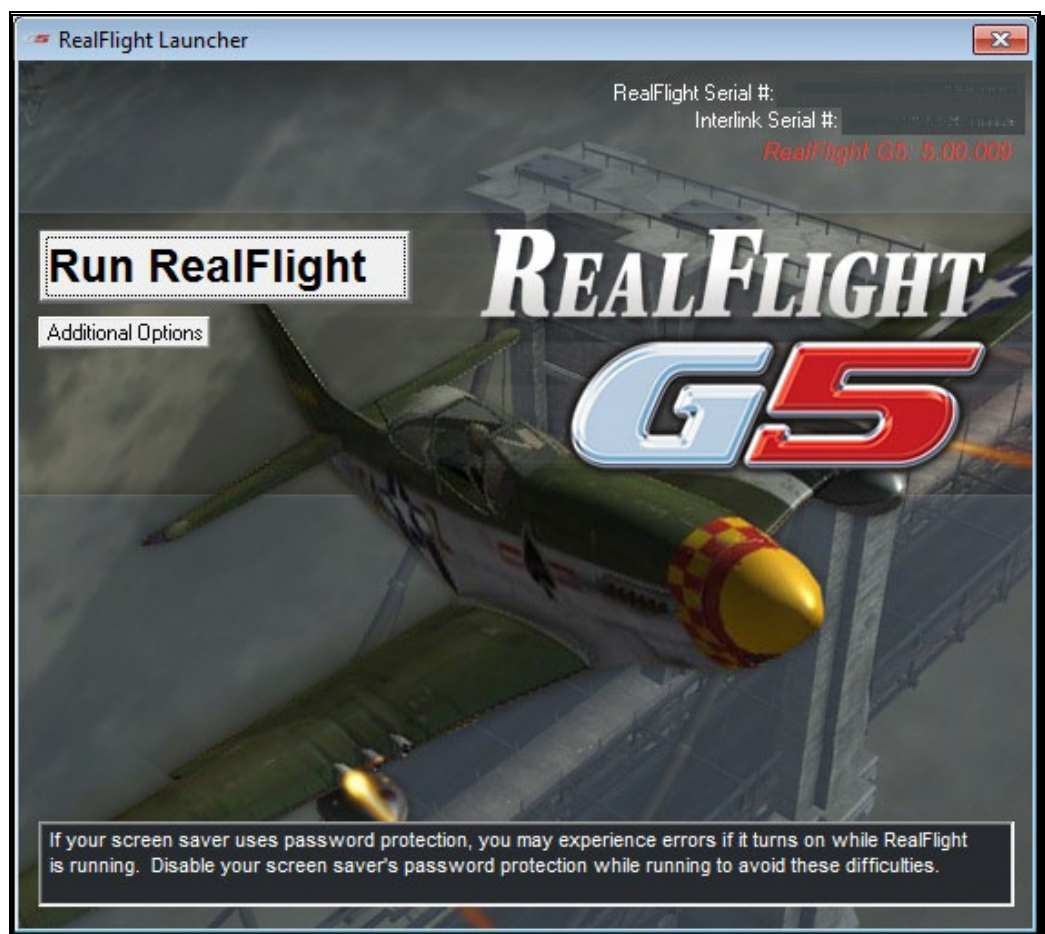 RealFlight Launcher
RealFlight Serial #:
Interlink Serial #:
RealFlight G5: 5.00.009
Run RealFlight
REALFLIGHT
Additional Options
G5
If your screen saver uses password protection, you may experience errors if it turns on while RealFlight
is running.  Disable your screen saver's password protection while running to avoid these difficulties.